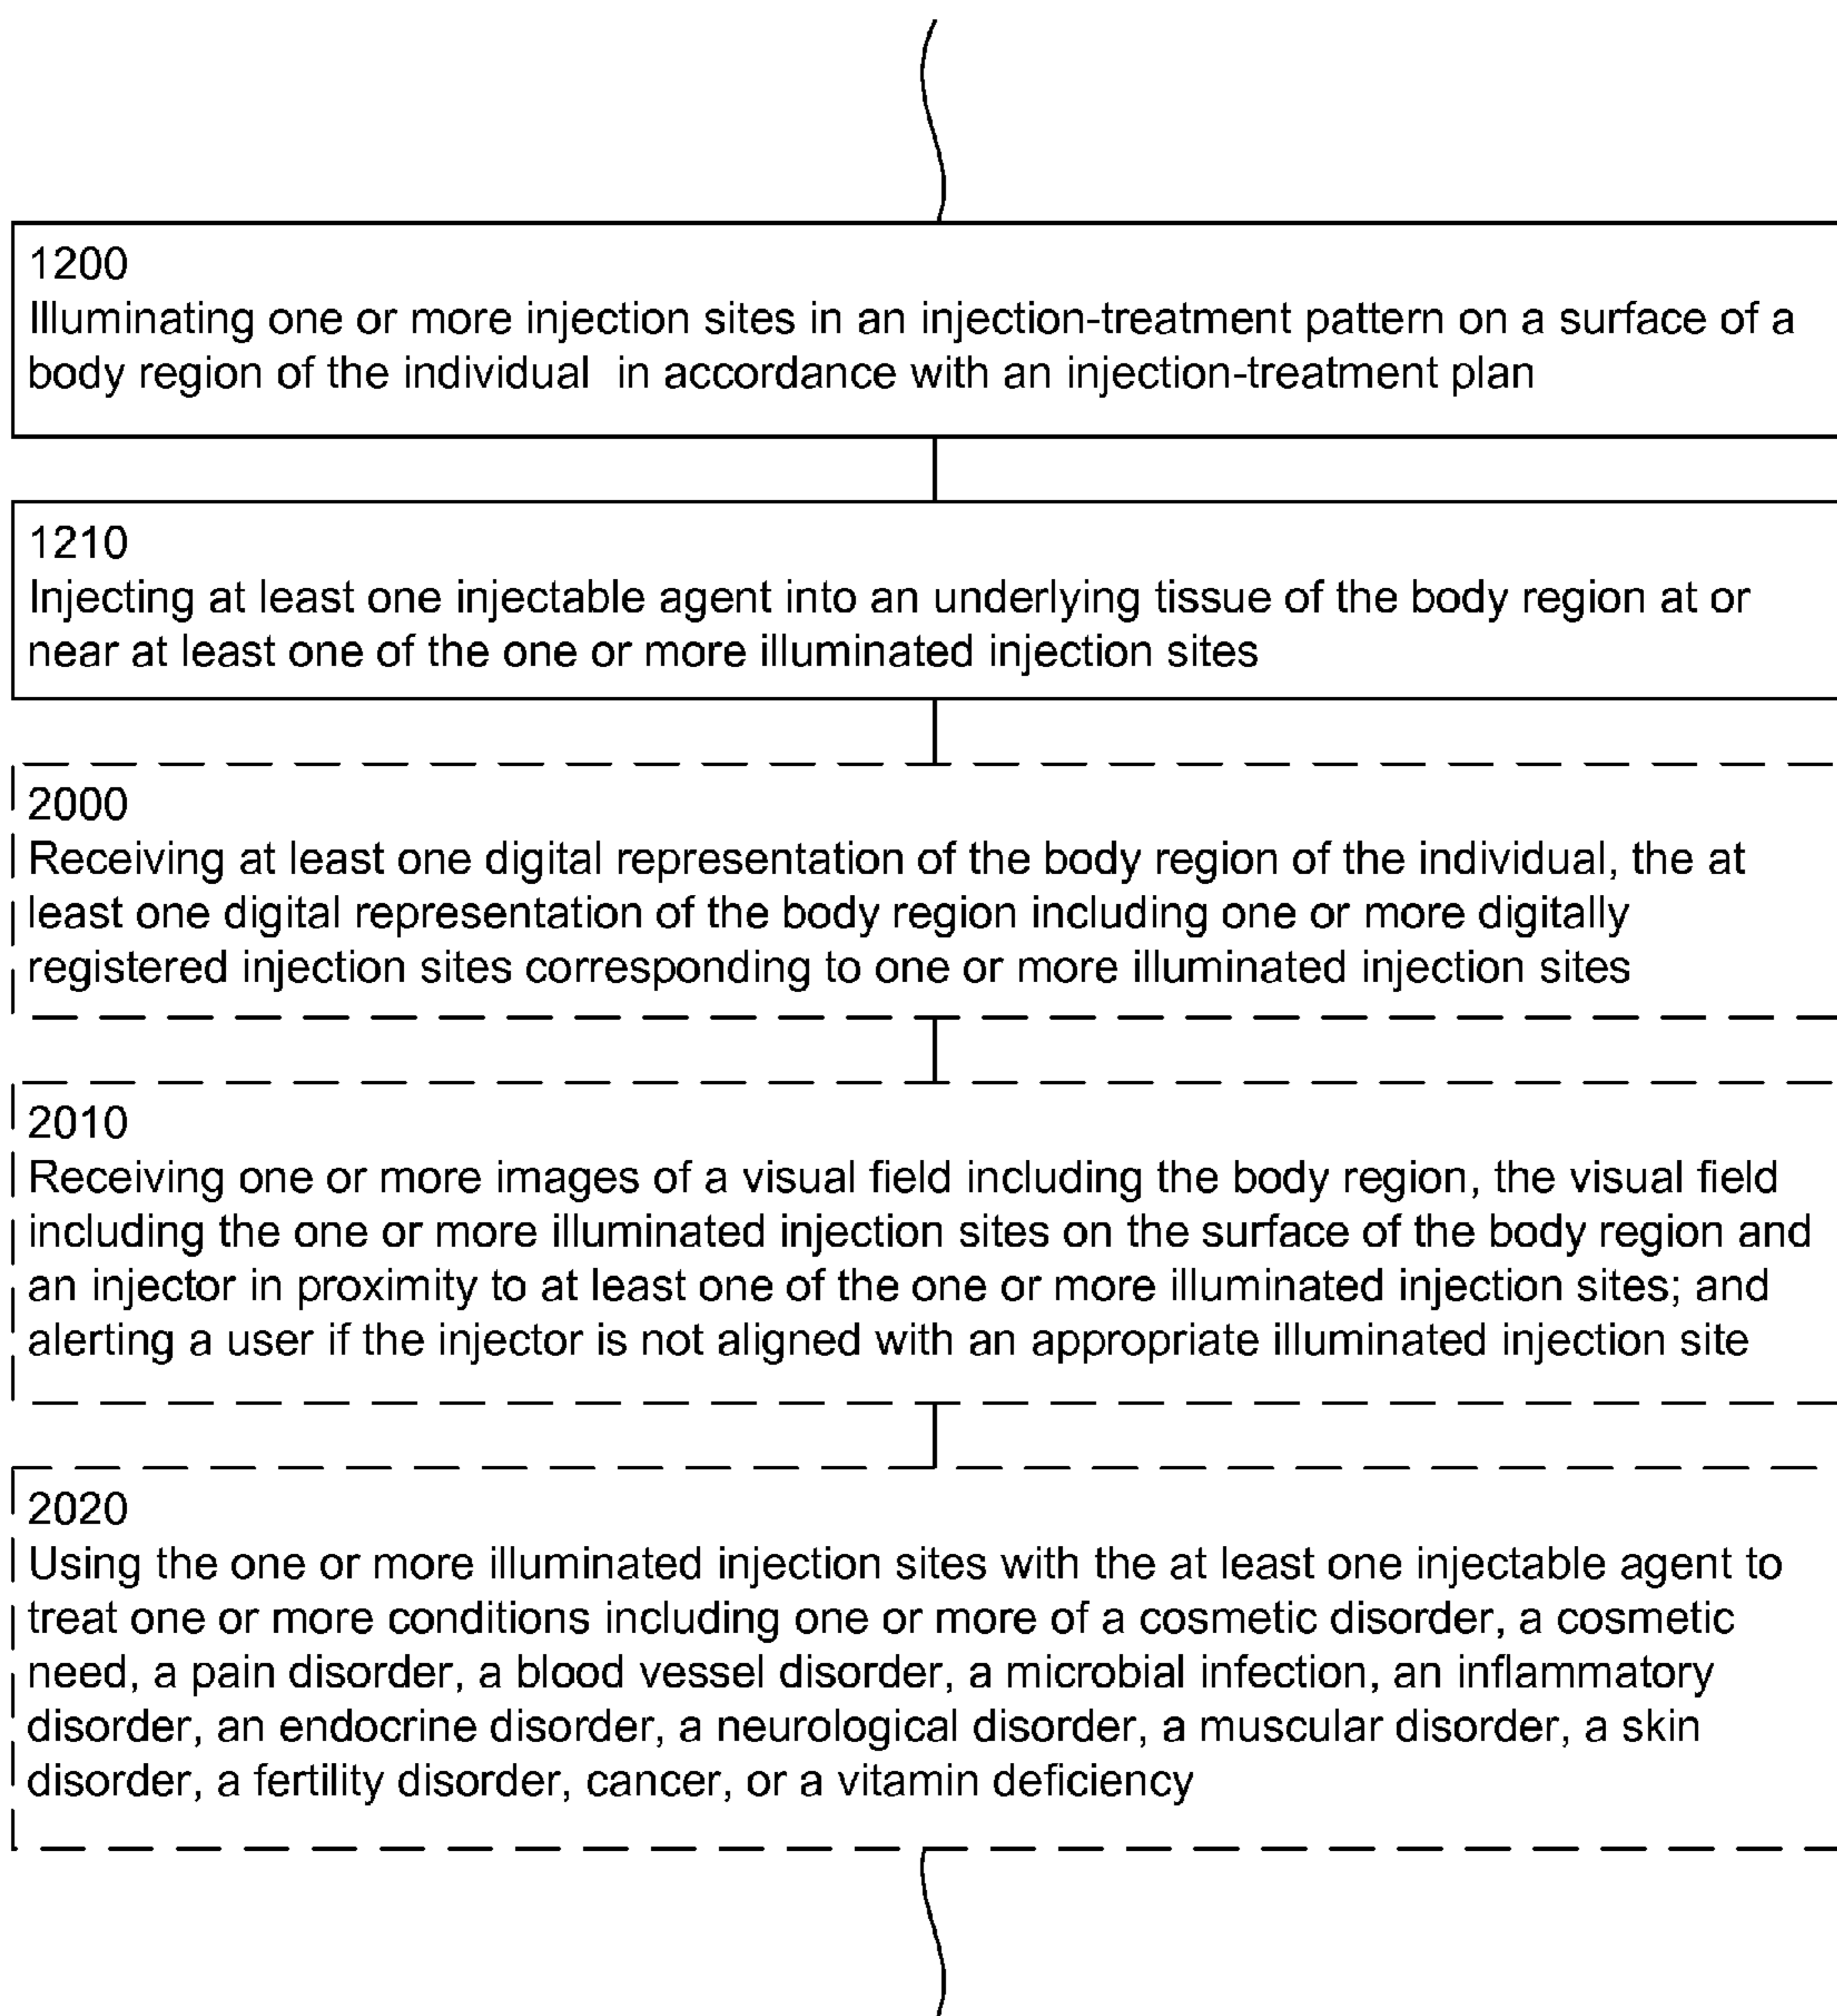 1200
Illuminating one or more injection sites in an injection-treatment pattern on a surface of a
body region of the individual  in accordance with an injection-treatment plan
1210
Injecting at least one injectable agent into an underlying tissue of the body region at or
near at least one of the one or more illuminated injection sites
2000
Receiving at least one digital representation of the body region of the individual, the at
least one digital representation of the body region including one or more digitally
registered injection sites corresponding to one or more illuminated injection sites
2010
Receiving one or more images of a visual field including the body region, the visual field
including the one or more illuminated injection sites on the surface of the body region and
an injector in proximity to at least one of the one or more illuminated injection sites; and
alerting a user if the injector is not aligned with an appropriate illuminated injection site
2020
Using the one or more illuminated injection sites with the at least one injectable agent to
treat one or more conditions including one or more of a cosmetic disorder, a cosmetic
need, a pain disorder, a blood vessel disorder, a microbial infection, an inflammatory
disorder, an endocrine disorder, a neurological disorder, a muscular disorder, a skin
disorder, a fertility disorder, cancer, or a vitamin deficiency